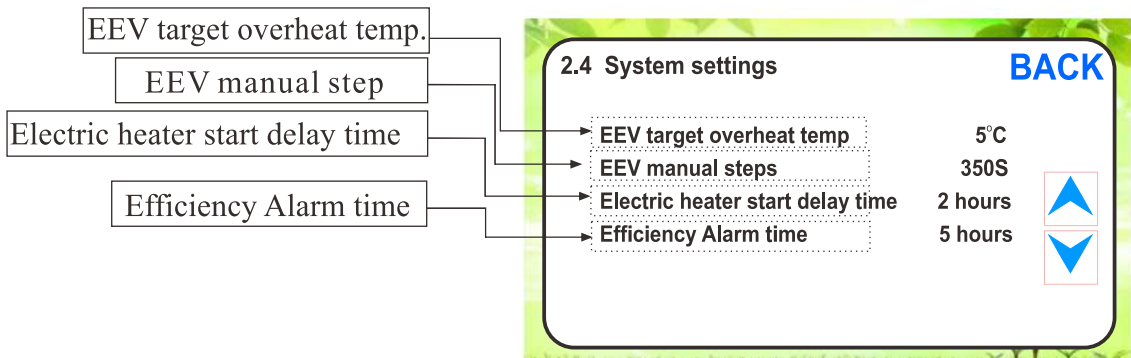 EEV target overheat temp.
EEV manual step
Electric heater start delay time
Efficiency Alarm time
2.4 System settings BACK
EEV target overheat temp 5°C
EEV manual steps 350S
Electric heater start delay time 2 hours
Efficiency Alarm time 5 hours